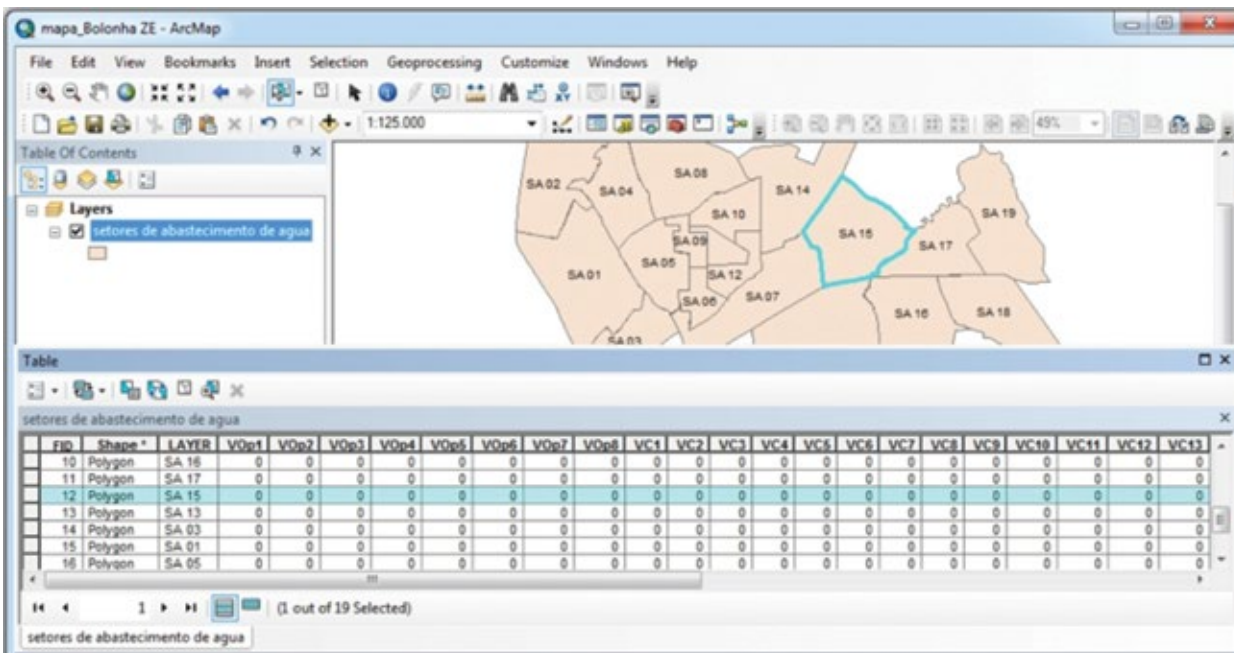 mapa_Bolonha ZE - ArcMap
File Edit View Bookmarks Insert Selection Geoprocessing Customize Windows Help
1:125.000
49%
Table Of Contents
Layers
setores de abastecimento de agua
SA 02
SA 04
SA 08
SA 14
SA 10
SA 19
SA 09
SA 15
SA 17
SA 05
SA 01
SA 12
SA 06
SA 07
SA 16
SA 18
SA 03
Table
setores de abastecimento de agua
FID Shape * LAYER VOp1 VOp2 VOp3 VOp4 VOp5 VOp6 VOp7 VOp8 VC1 VC2 VC3 VC4 VC5 VC6 VC7 VC8 VC9 VC10 VC11 VC12 VC13
10 Polygon SA 16 0 0 0 0 0 0 0 0 0 0 0 0 0 0 0 0 0 0 0 0 0
11 Polygon SA 17 0 0 0 0 0 0 0 0 0 0 0 0 0 0 0 0 0 0 0 0 0
12 Polygon SA 15 0 0 0 0 0 0 0 0 0 0 0 0 0 0 0 0 0 0 0 0 0
13 Polygon SA 13 0 0 0 0 0 0 0 0 0 0 0 0 0 0 0 0 0 0 0 0 0
14 Polygon SA 03 0 0 0 0 0 0 0 0 0 0 0 0 0 0 0 0 0 0 0 0 0
15 Polygon SA 01 0 0 0 0 0 0 0 0 0 0 0 0 0 0 0 0 0 0 0 0 0
16 Polygon SA 05 0 0 0 0 0 0 0 0 0 0 0 0 0 0 0 0 0 0 0 0 0
1 (1 out of 19 Selected)
setores de abastecimento de agua